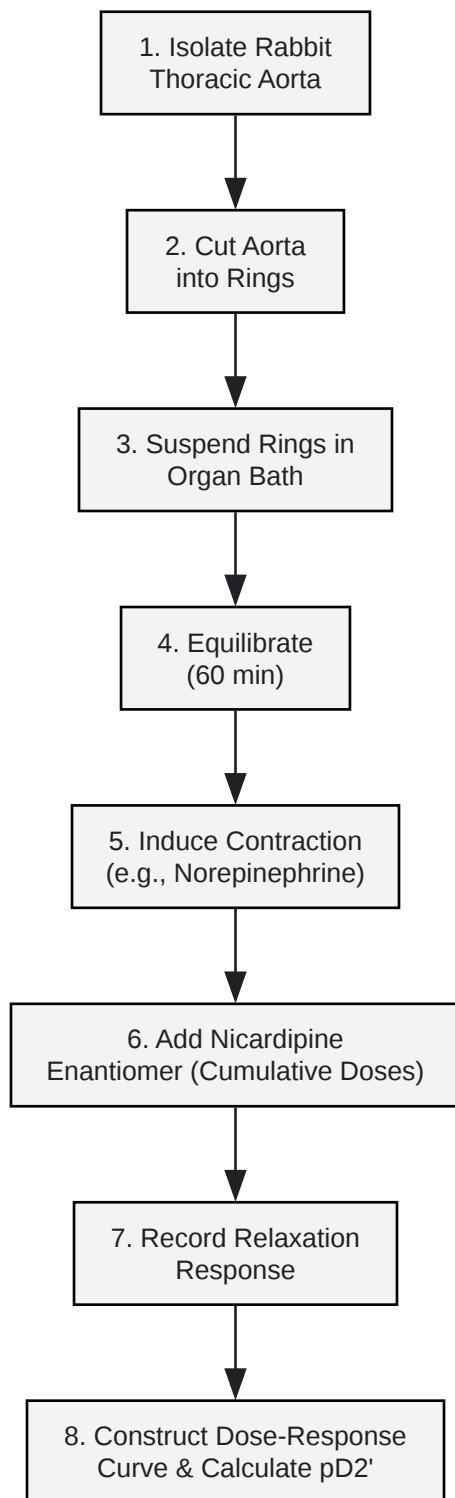 1. Isolate Rabbit
Thoracic Aorta
2. Cut Aorta
into Rings
3. Suspend Rings in
Organ Bath
4. Equilibrate
(60 min)
5. Induce Contraction
(e.g., Norepinephrine)
6. Add Nicardipine
Enantiomer (Cumulative Doses)
7. Record Relaxation
Response
8. Construct Dose-Response
Curve & Calculate pD2'